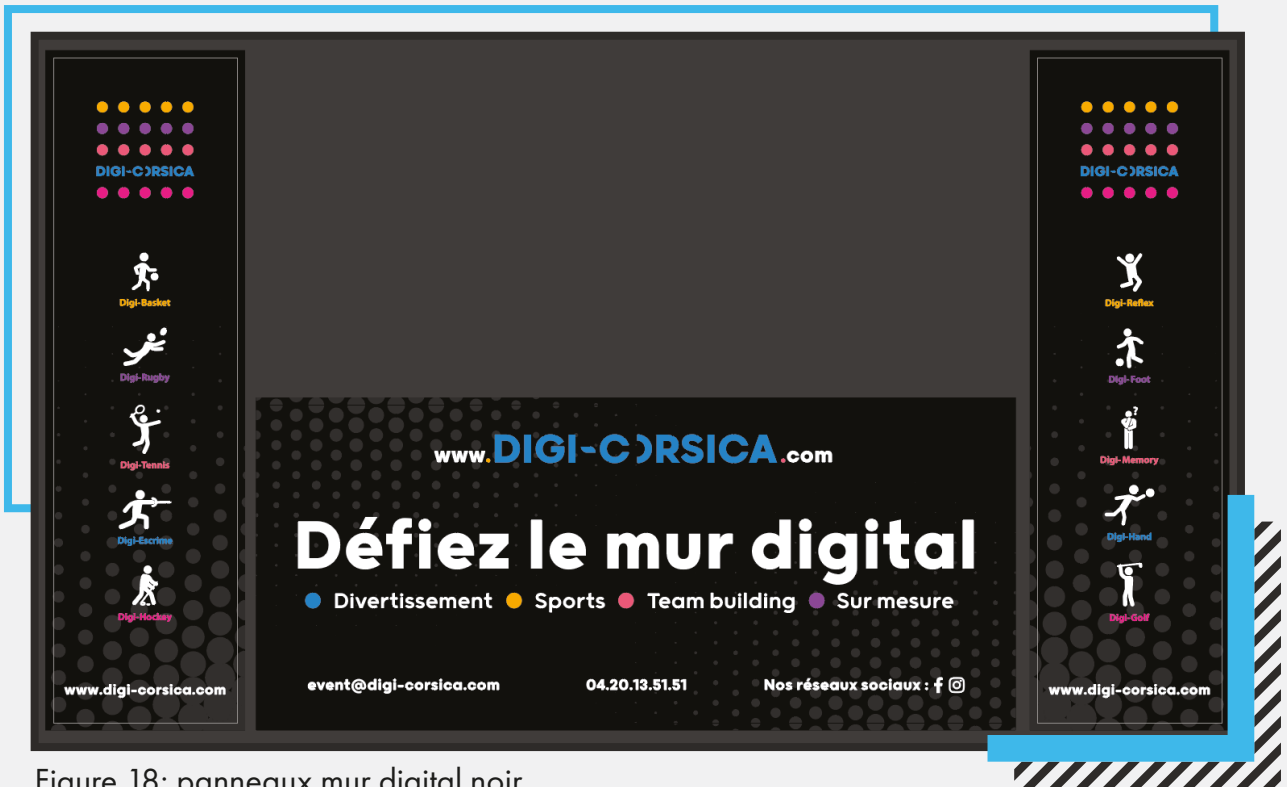 DIGI-CORSICA
Digi-Basket
Digi-Rugby
Digi-Tennis
Digi-Escrime
Digi-Hockey
www.digi-corsica.com
www.DIGI-CORSICA.com
Défiez le mur digital
Divertissement Sports Team building Sur mesure
event@digi-corsica.com 04.20.13.51.51 Nos réseaux sociaux :
DIGI-CORSICA
Digi-Reflex
Digi-Foot
Digi-Memory
Digi-Hand
Digi-Golf
www.digi-corsica.com
Figure 18: panneaux mur digital noir